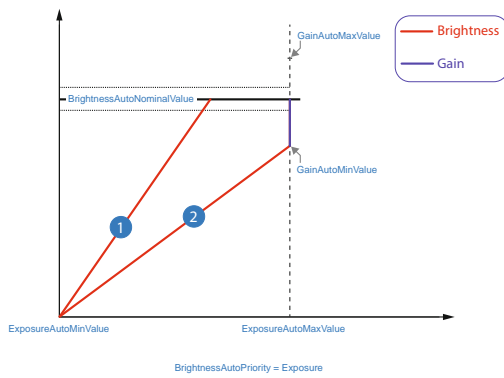 GainAutoMaxValue
Brightness
Gain
BrightnessAutoNominalValue
GainAutoMinValue
1
2
ExposureAutoMinValue
ExposureAutoMaxValue
BrightnessAutoPriority = Exposure